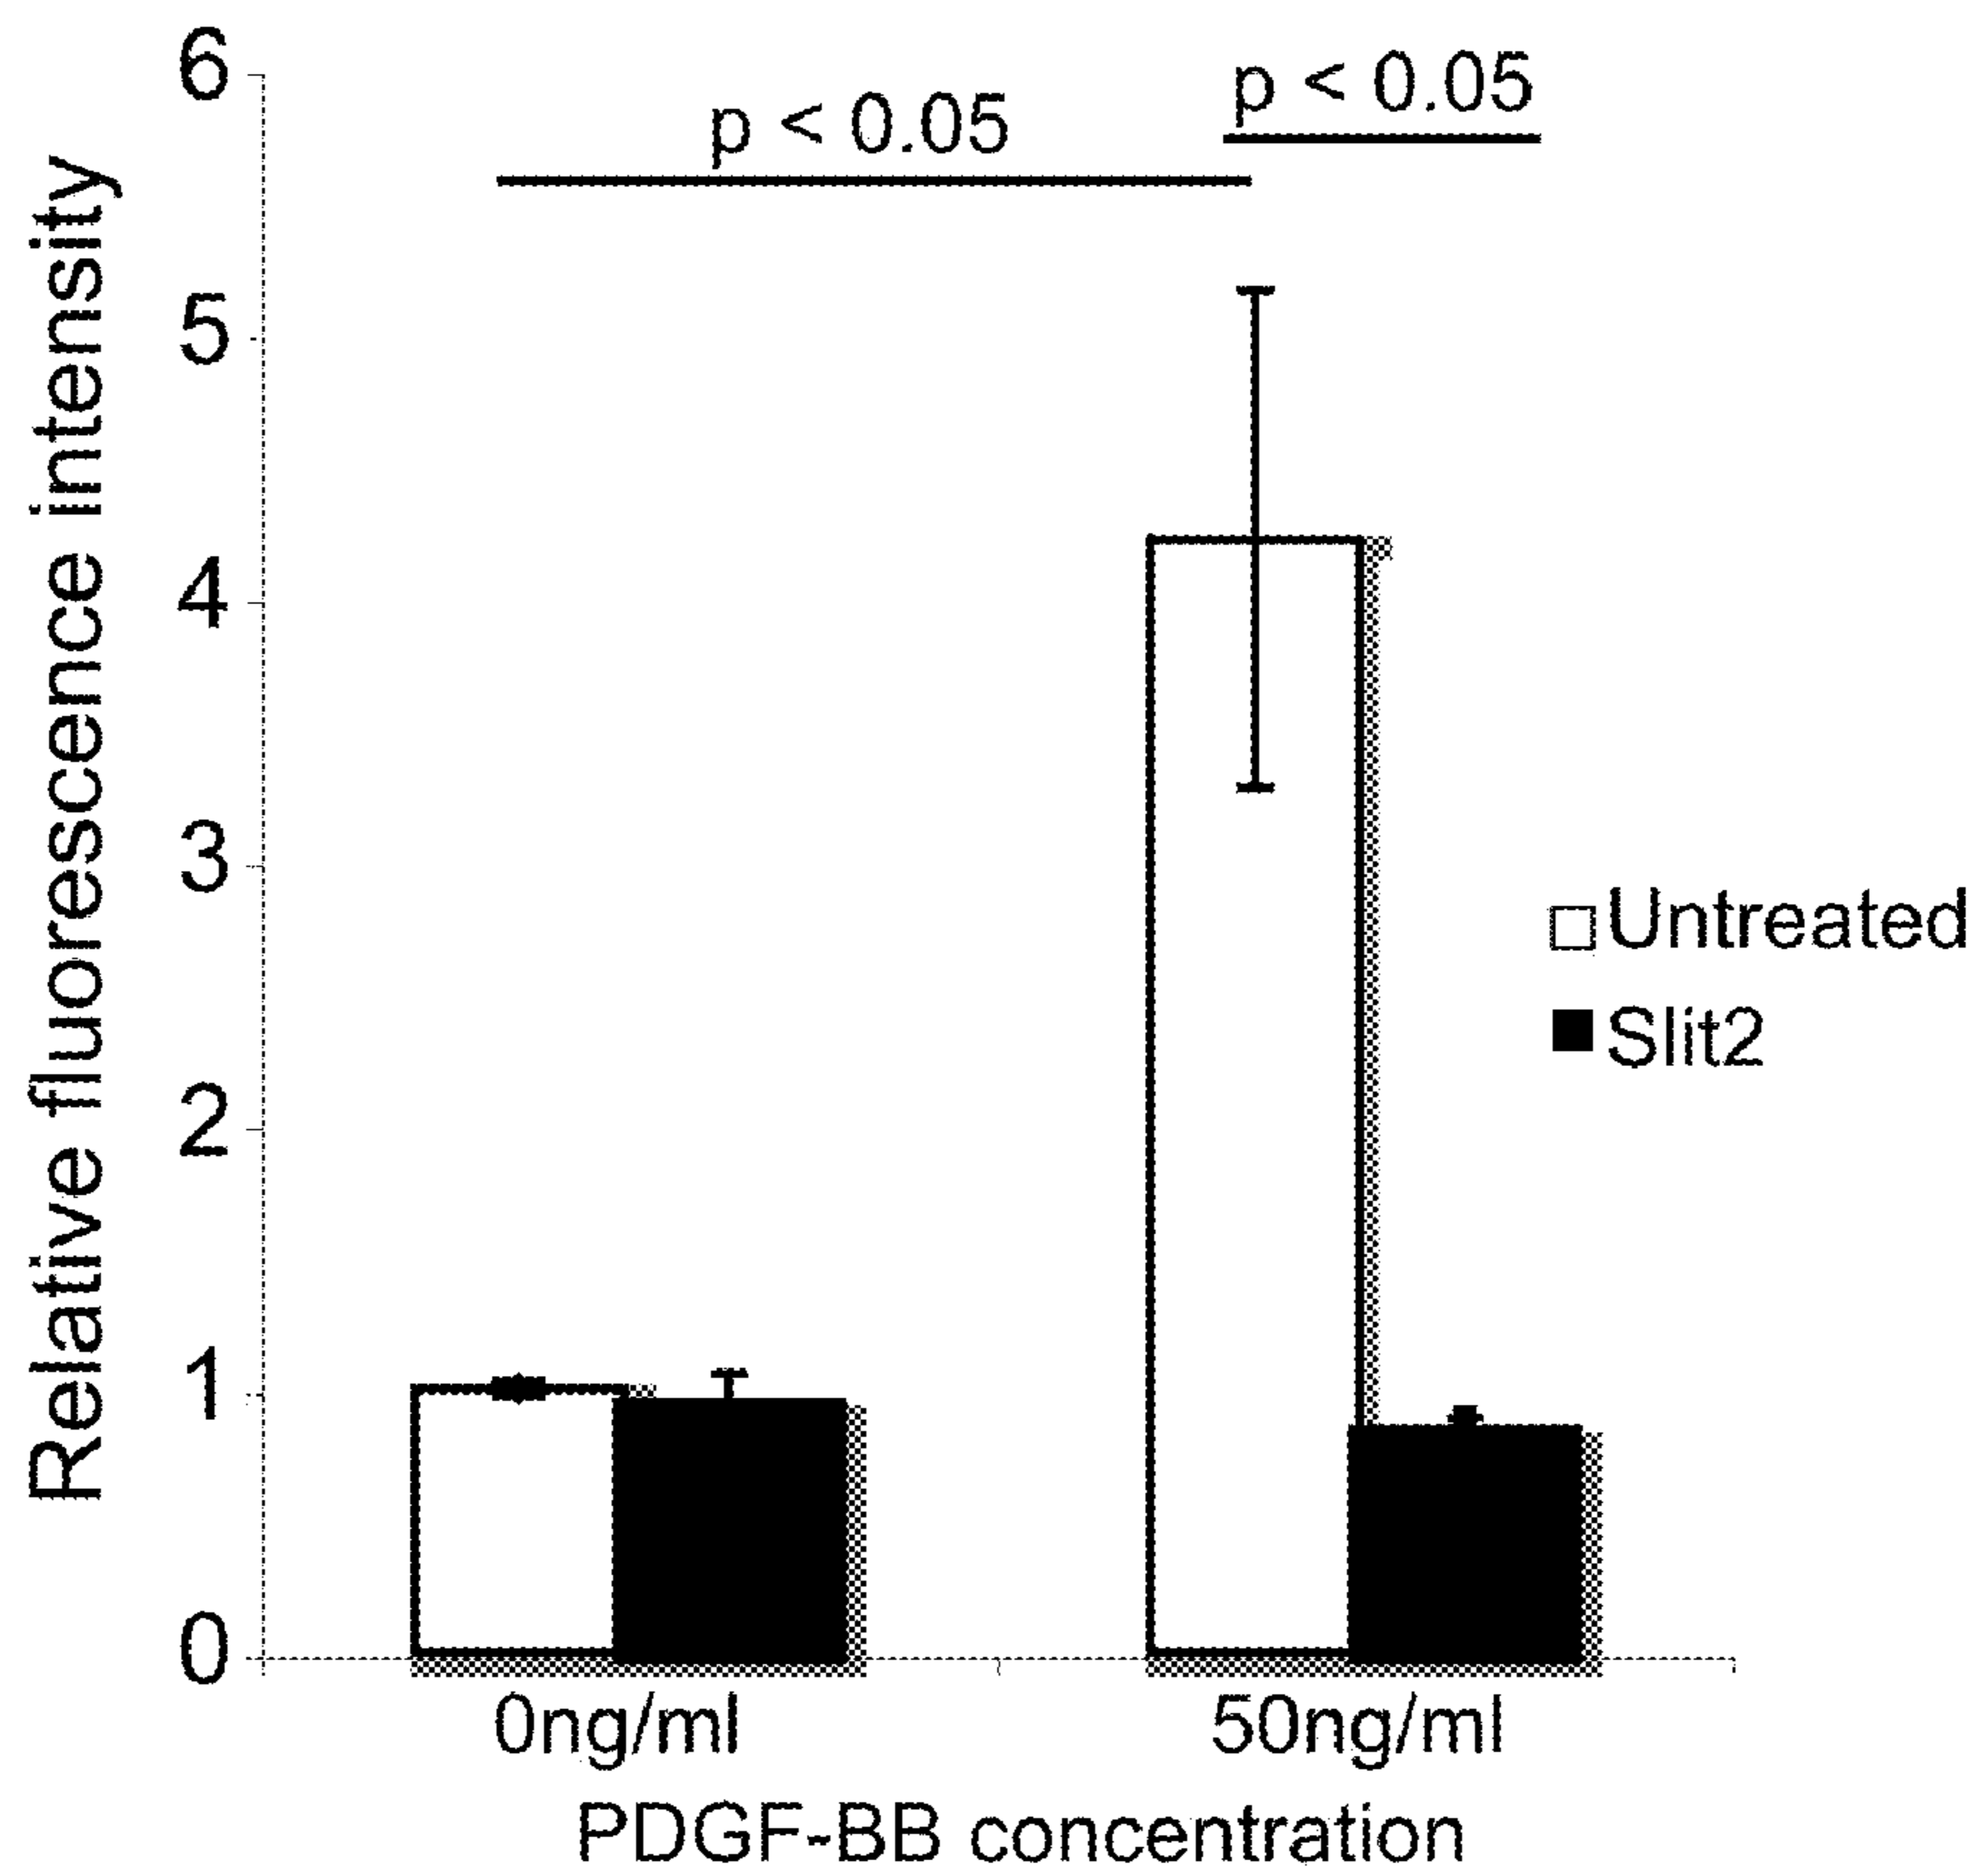 Relative fluorescence intensity
6
5
4
3
2
1
0
p < 0.05
p < 0.05
Untreated
Slit2
0ng/ml
50ng/ml
PDGF-BB concentration